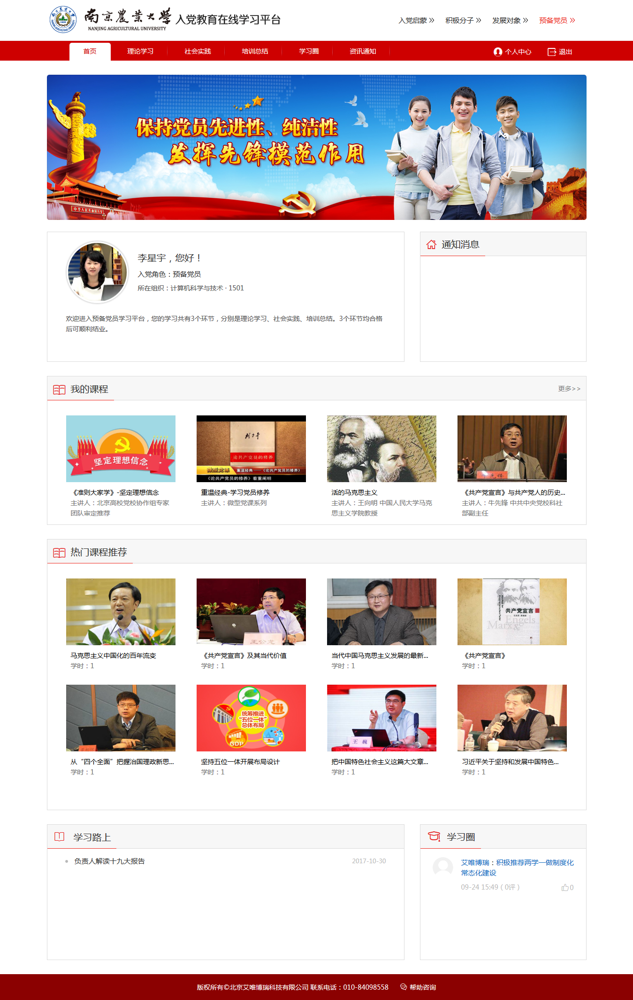 南京農業大学 入党教育在线学习平台
NANJING AGRICULTURAL UNIVERSITY
入党启蒙 积极分子 发展对象 预备党员
首页 理论学习 社会实践 培训总结 学习圈 资讯通知 个人中心 退出
保持党员先进性、纯洁性
发挥先锋模范作用
中华人民共和国万岁
李星宇，您好！
入党角色：预备党员
所在组织：计算机科学与技术 · 1501
欢迎进入预备党员学习平台，您的学习共有3个环节，分别是理论学习、社会实践、培训总结。3个环节均合格
后可顺利结业。
通知消息
我的课程 更多>>
坚定理想信念
论共产党员的修养
微型党课 重温经典——《论共产党员的修养》
《论共产党员的修养》着重阐明
《准则大家学》-坚定理想信念
主讲人：北京高校党校协作组专家
团队审定推荐
重温经典-学习党员修养
主讲人：微型党课系列
活的马克思主义
主讲人：王向明 中国人民大学马克
思主义学院教授
《共产党宣言》与共产党人的历史...
主讲人：牛先锋 中共中央党校科社
部副主任
热门课程推荐
王公龙
共产党宣言
Engels
Marx&
马克思主义中国化的百年流变
学时：1
《共产党宣言》及其当代价值
学时：1
当代中国马克思主义发展的最新...
学时：1
《共产党宣言》
学时：1
统筹推进
“五位一体”
总体布局
GDP
王 巍
从“四个全面”把握治国理政新思...
学时：1
坚持五位一体开展布局设计
学时：1
把中国特色社会主义这篇大文章...
学时：1
习近平关于坚持和发展中国特色...
学时：1
学习路上
负责人解读十九大报告 2017-10-30
学习圈
艾唯博瑞：积极推荐两学一做制度化
常态化建设
09-24 15:49（0评） 0
版权所有©北京艾唯博瑞科技有限公司 联系电话：010-84098558 帮助咨询